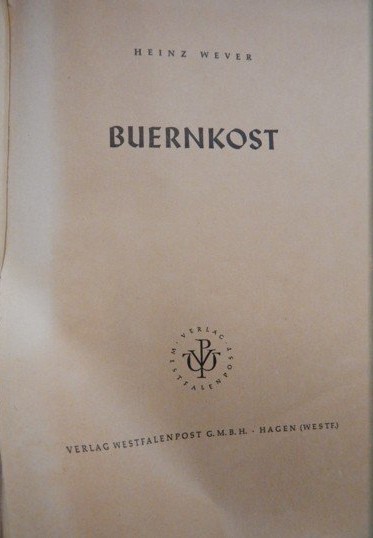 HEINZ WEVER
BUERNKOST
VERLAG WESTFALENPOST
VERLAG WESTFALENPOST G.M.B.H. · HAGEN (WESTF.)